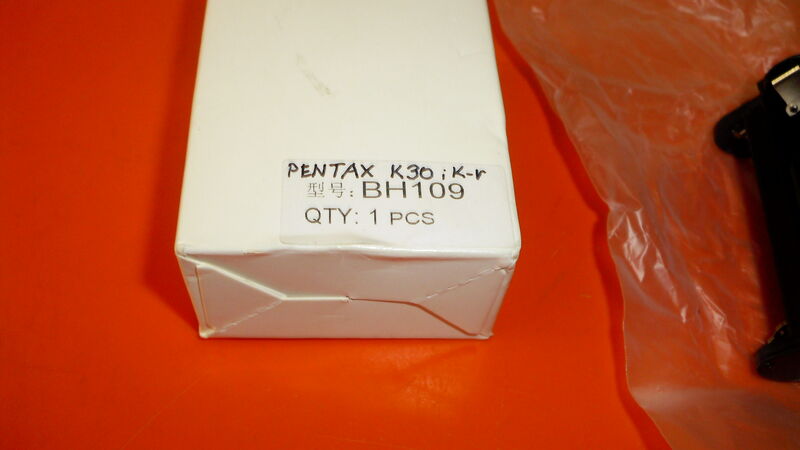 PENTAX K30 ; K-r
型号: BH109
QTY: 1 PCS